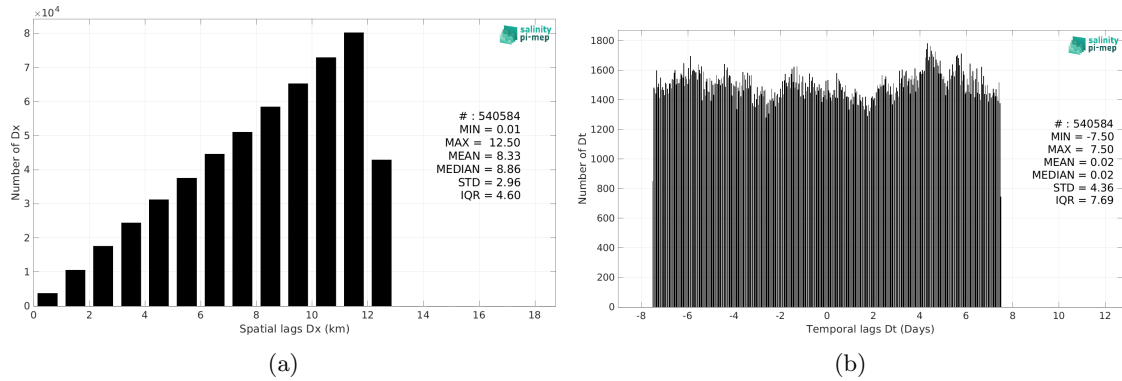 ×10⁴
8
7
6
5
4
3
2
1
0
Number of Dx
0 2 4 6 8 10 12 14 16 18
Spatial lags Dx (km)
salinity
pi-mep
# : 540584
MIN = 0.01
MAX = 12.50
MEAN = 8.33
MEDIAN = 8.86
STD = 2.96
IQR = 4.60
(a)
1800
1600
1400
1200
1000
800
600
400
200
0
Number of Dt
-8 -6 -4 -2 0 2 4 6 8 10 12
Temporal lags Dt (Days)
salinity
pi-mep
# : 540584
MIN = -7.50
MAX = 7.50
MEAN = 0.02
MEDIAN = 0.02
STD = 4.36
IQR = 7.69
(b)